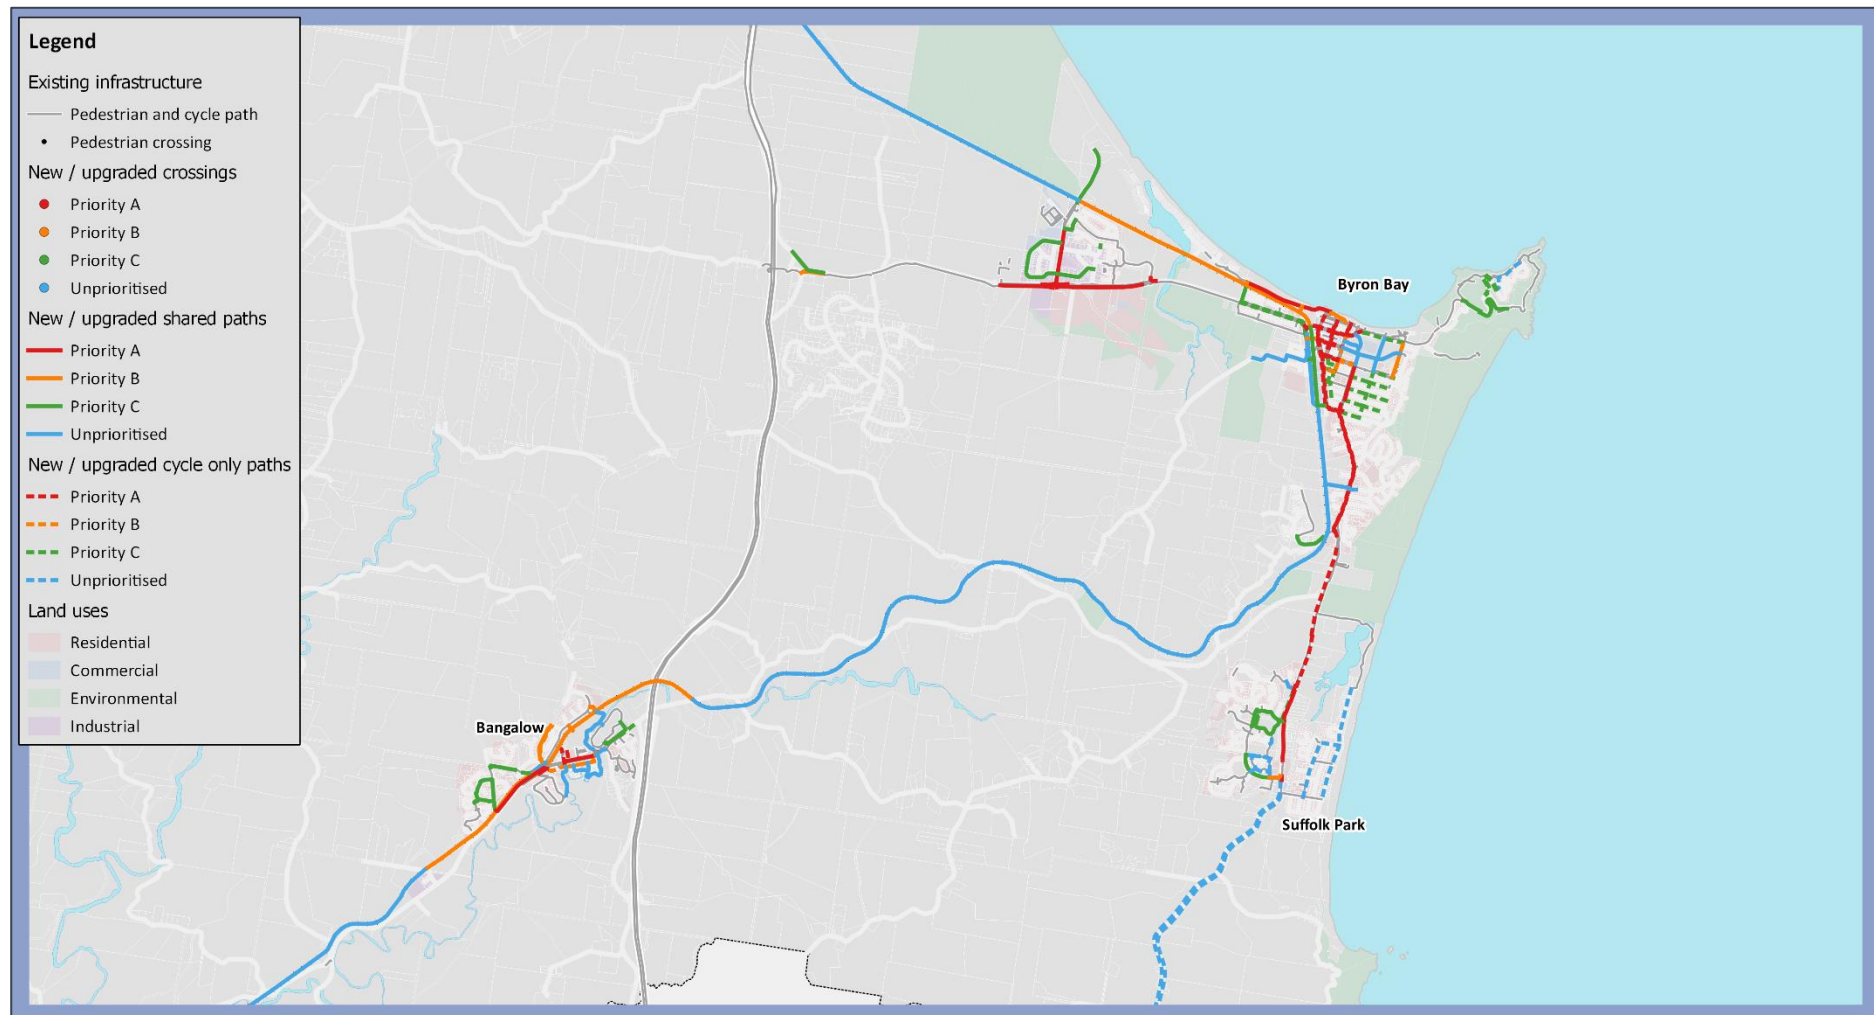 Legend
Existing infrastructure
Pedestrian and cycle path
Pedestrian crossing
New / upgraded crossings
Priority A
Priority B
Priority C
Unprioritised
New / upgraded shared paths
Priority A
Priority B
Priority C
Unprioritised
New / upgraded cycle only paths
Priority A
Priority B
Priority C
Unprioritised
Land uses
Residential
Commercial
Environmental
Industrial
Byron Bay
Bangalow
Suffolk Park